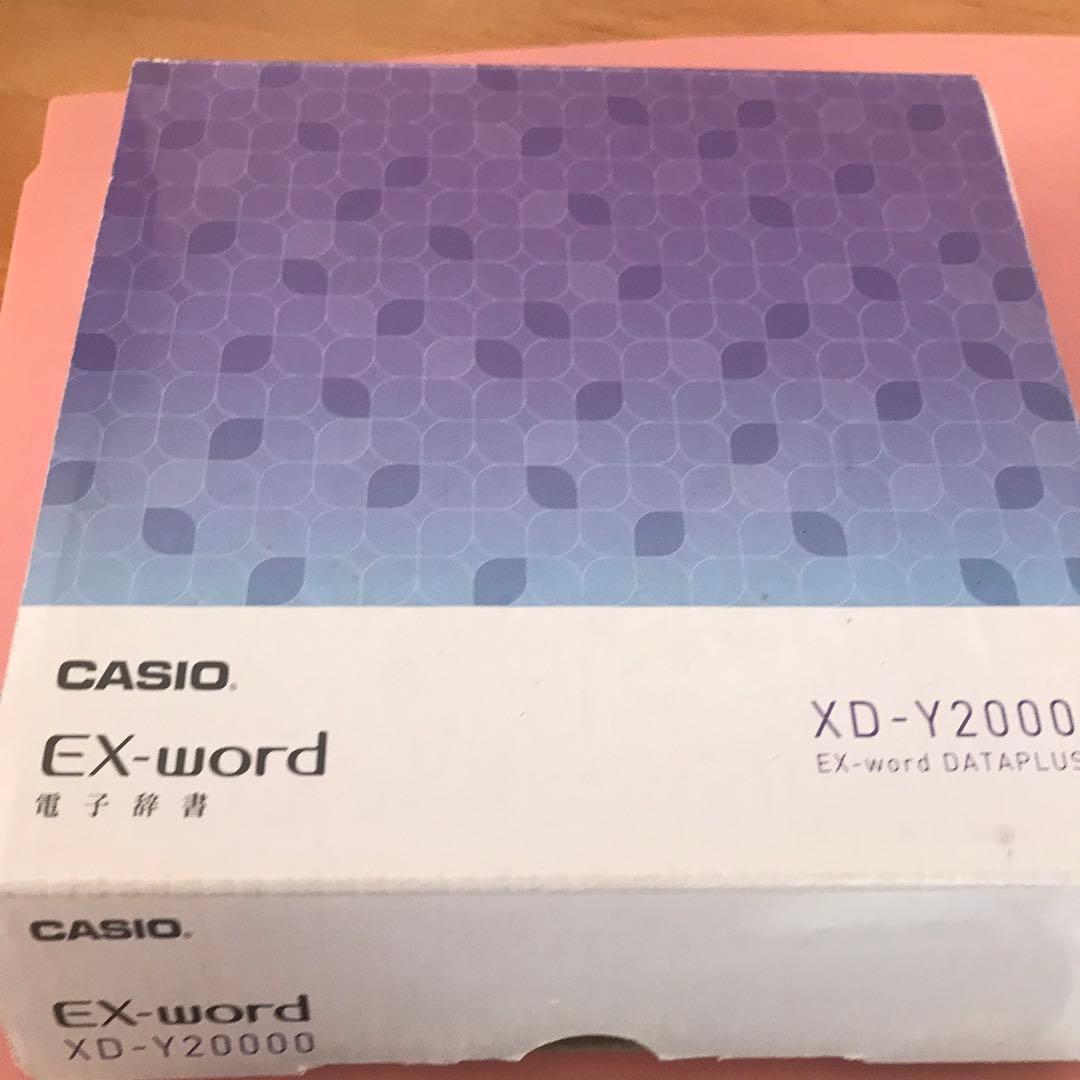 CASIO
EX-word
電子辞書
XD-Y2000
EX-word DATAPLUS
CASIO
EX-word
XD-Y20000